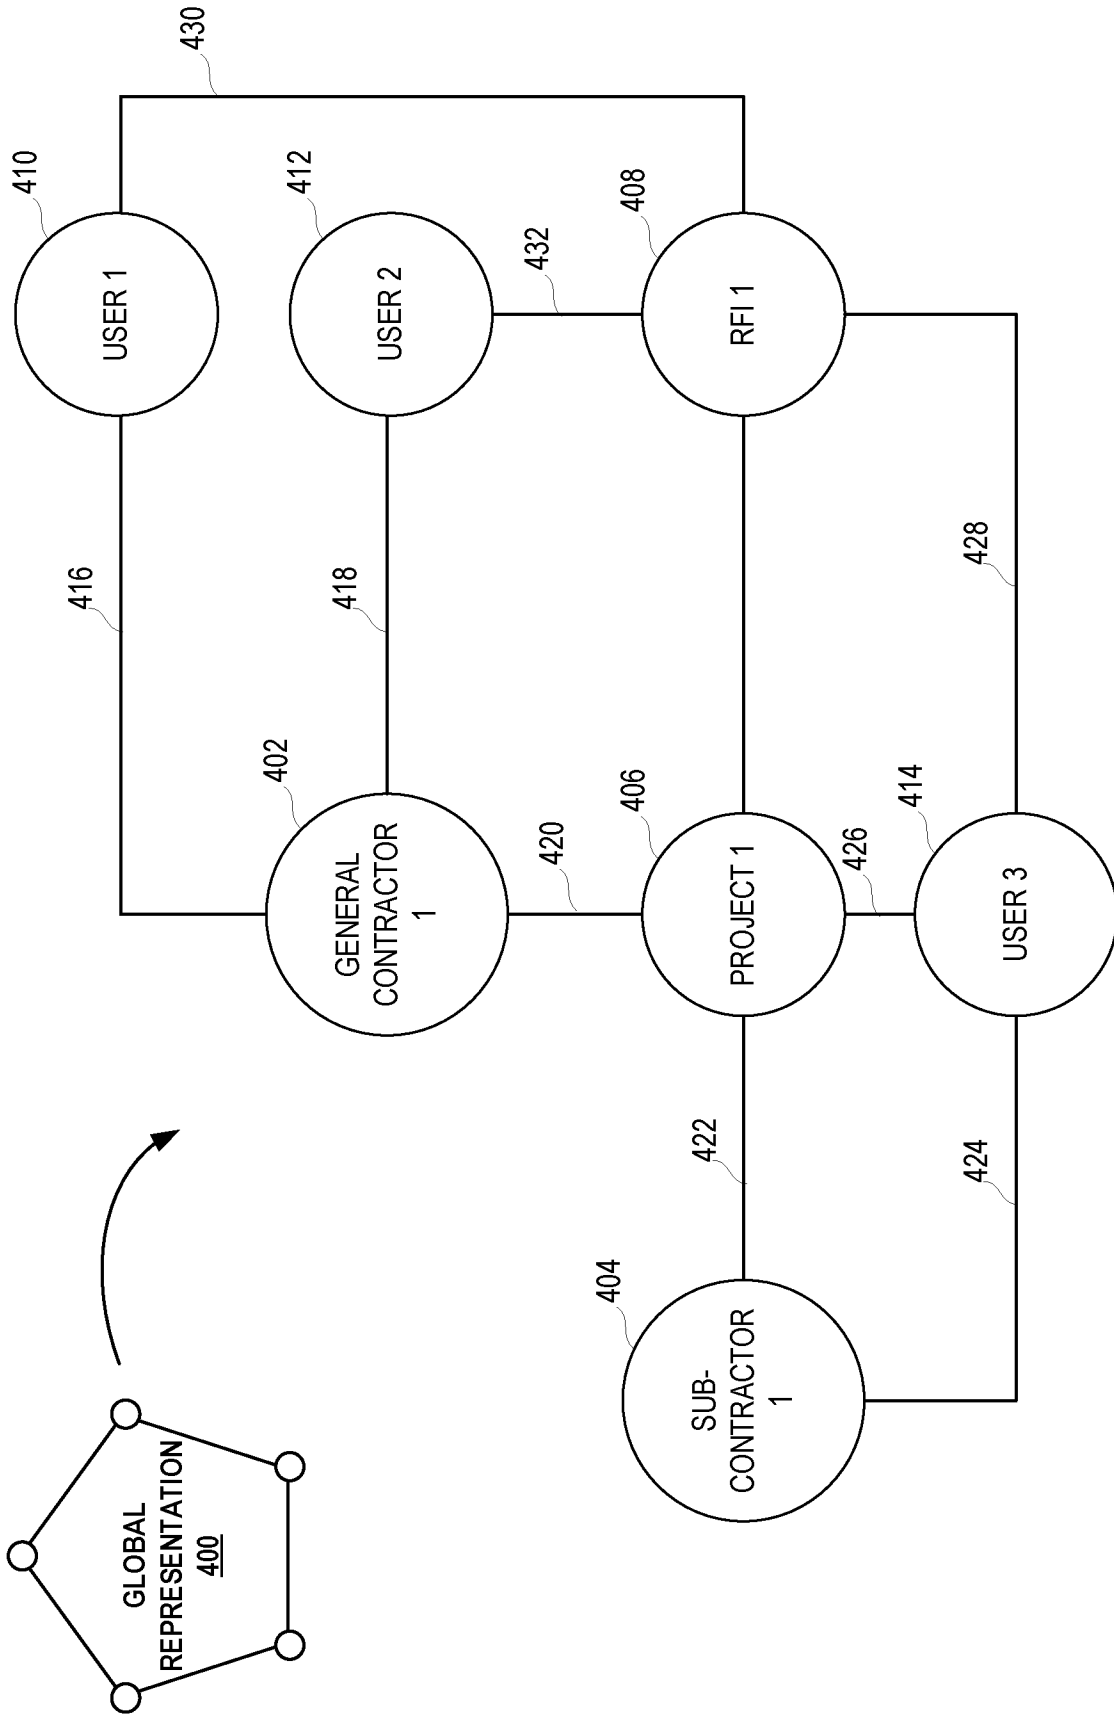 GLOBAL
REPRESENTATION
400
416
410
USER 1
430
402
GENERAL
CONTRACTOR
1
418
412
USER 2
420
432
404
SUB-
CONTRACTOR
1
422
406
PROJECT 1
408
RFI 1
426
424
414
USER 3
428